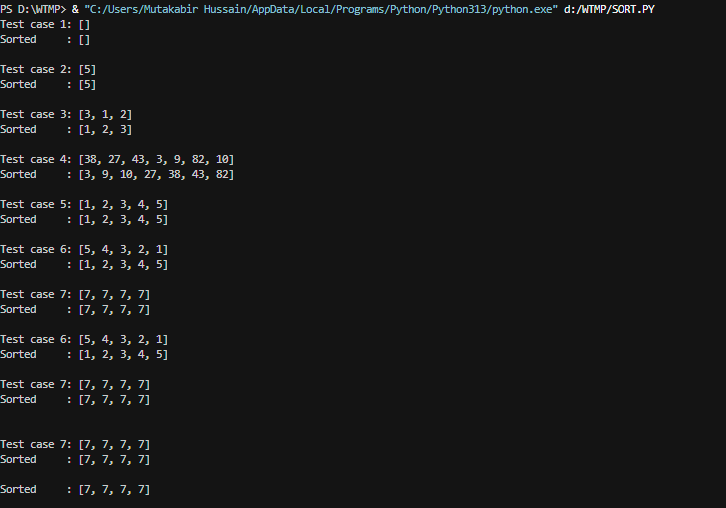 PS D:\WTMP> & "C:/Users/Mutakabir Hussain/AppData/Local/Programs/Python/Python313/python.exe" d:/WTMP/SORT.PY
Test case 1: []
Sorted     : []
Test case 2: [5]
Sorted     : [5]
Test case 3: [3, 1, 2]
Sorted     : [1, 2, 3]
Test case 4: [38, 27, 43, 3, 9, 82, 10]
Sorted     : [3, 9, 10, 27, 38, 43, 82]
Test case 5: [1, 2, 3, 4, 5]
Sorted     : [1, 2, 3, 4, 5]
Test case 6: [5, 4, 3, 2, 1]
Sorted     : [1, 2, 3, 4, 5]
Test case 7: [7, 7, 7, 7]
Sorted     : [7, 7, 7, 7]
Test case 6: [5, 4, 3, 2, 1]
Sorted     : [1, 2, 3, 4, 5]
Test case 7: [7, 7, 7, 7]
Sorted     : [7, 7, 7, 7]
Test case 7: [7, 7, 7, 7]
Sorted     : [7, 7, 7, 7]
Sorted     : [7, 7, 7, 7]